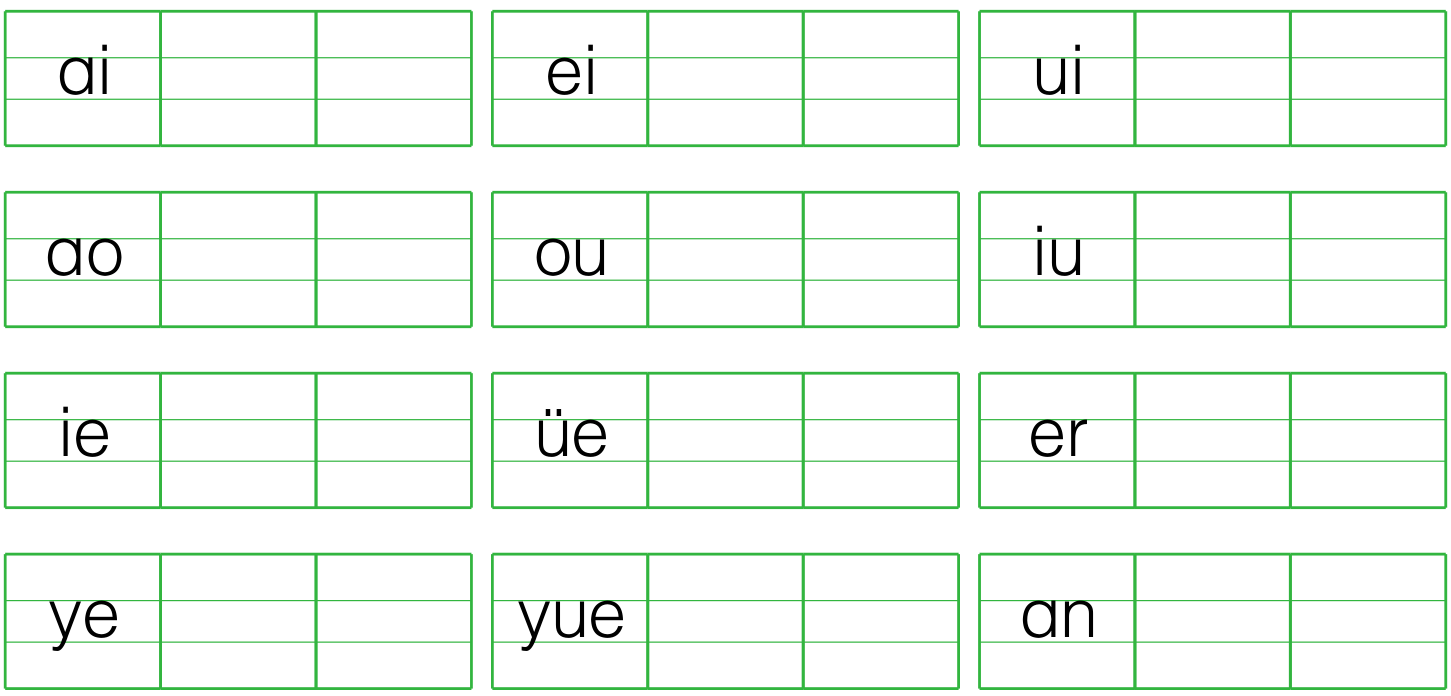 ai ei ui
ao ou iu
ie üe er
ye yue an